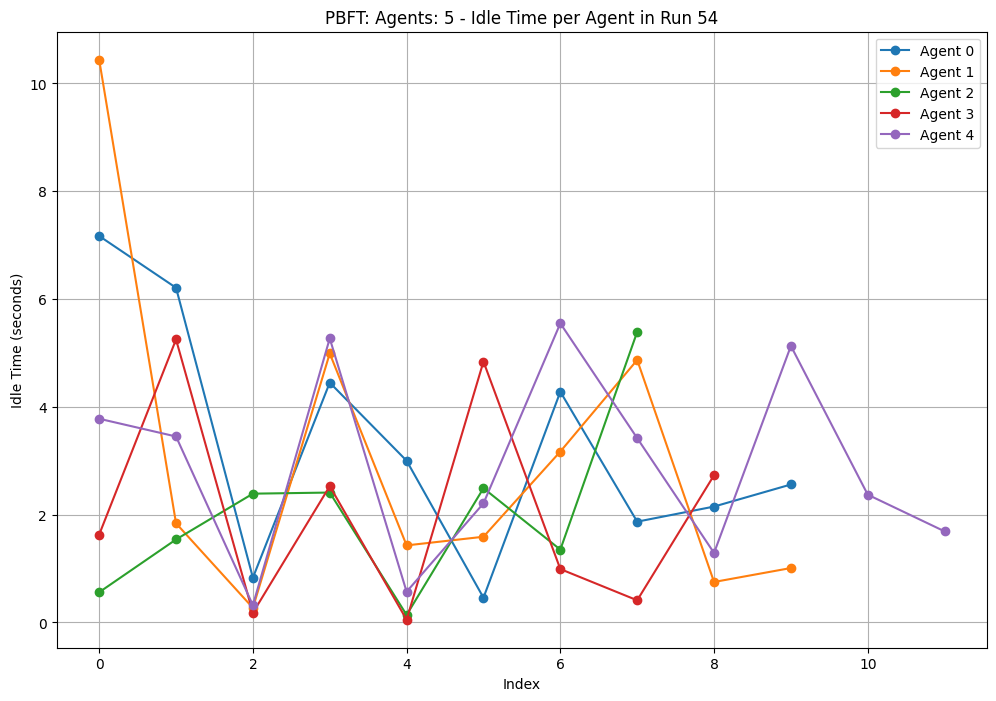 PBFT: Agents: 5 - Idle Time per Agent in Run 54
Agent 0
Agent 1
Agent 2
Agent 3
Agent 4
Idle Time (seconds)
10
8
6
4
2
0
0 2 4 6 8 10
Index